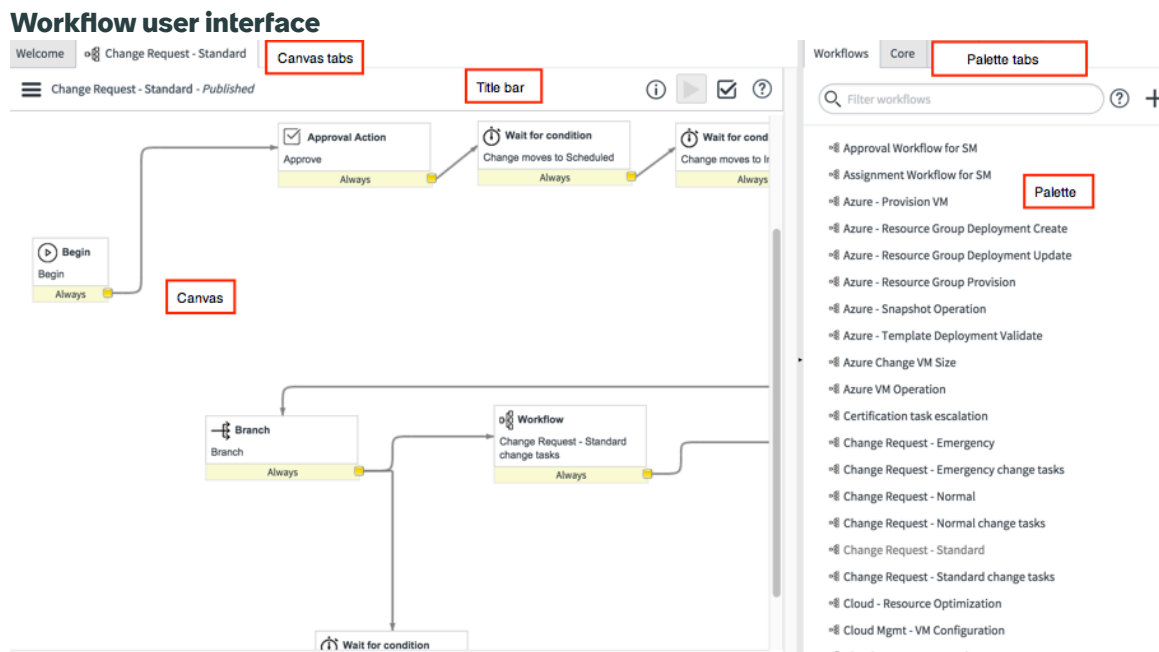 Workflow user interface
Welcome
Change Request - Standard
Canvas tabs
Workflows
Core
Palette tabs
Change Request - Standard - Published
Title bar
Filter workflows
Approval Action
Approve
Always
Wait for condition
Change moves to Scheduled
Always
Wait for cond
Change moves to In
Always
Begin
Begin
Always
Canvas
Branch
Branch
Always
Workflow
Change Request - Standard
change tasks
Always
Wait for condition
Approval Workflow for SM
Assignment Workflow for SM
Palette
Azure - Provision VM
Azure - Resource Group Deployment Create
Azure - Resource Group Deployment Update
Azure - Resource Group Provision
Azure - Snapshot Operation
Azure - Template Deployment Validate
Azure Change VM Size
Azure VM Operation
Certification task escalation
Change Request - Emergency
Change Request - Emergency change tasks
Change Request - Normal
Change Request - Normal change tasks
Change Request - Standard
Change Request - Standard change tasks
Cloud - Resource Optimization
Cloud Mgmt - VM Configuration